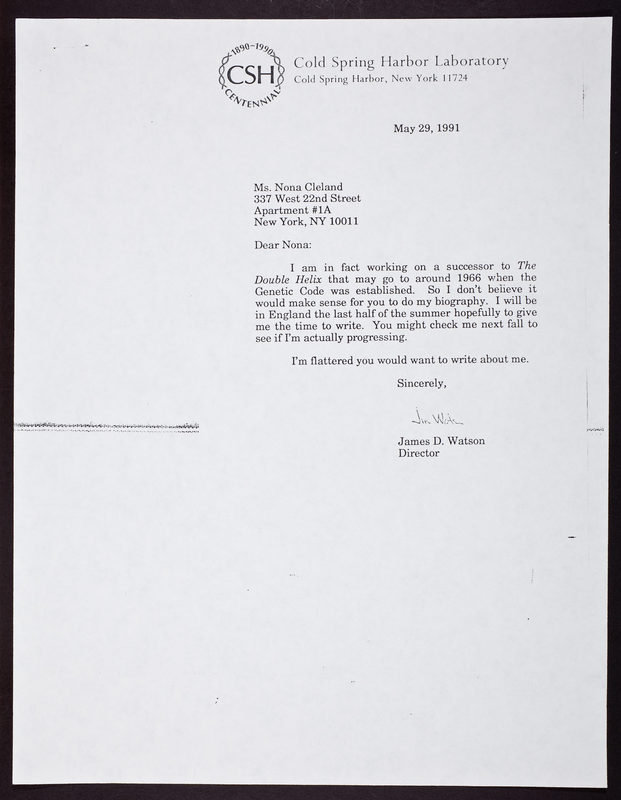 1890-1990
CSH
CENTENNIAL
Cold Spring Harbor Laboratory
Cold Spring Harbor, New York 11724
May 29, 1991
Ms. Nona Cleland
337 West 22nd Street
Apartment #1A
New York, NY 10011
Dear Nona:
I am in fact working on a successor to The
Double Helix that may go to around 1966 when the
Genetic Code was established. So I don't believe it
would make sense for you to do my biography. I will be
in England the last half of the summer hopefully to give
me the time to write. You might check me next fall to
see if I'm actually progressing.
I'm flattered you would want to write about me.
Sincerely,
Jim Watson
James D. Watson
Director